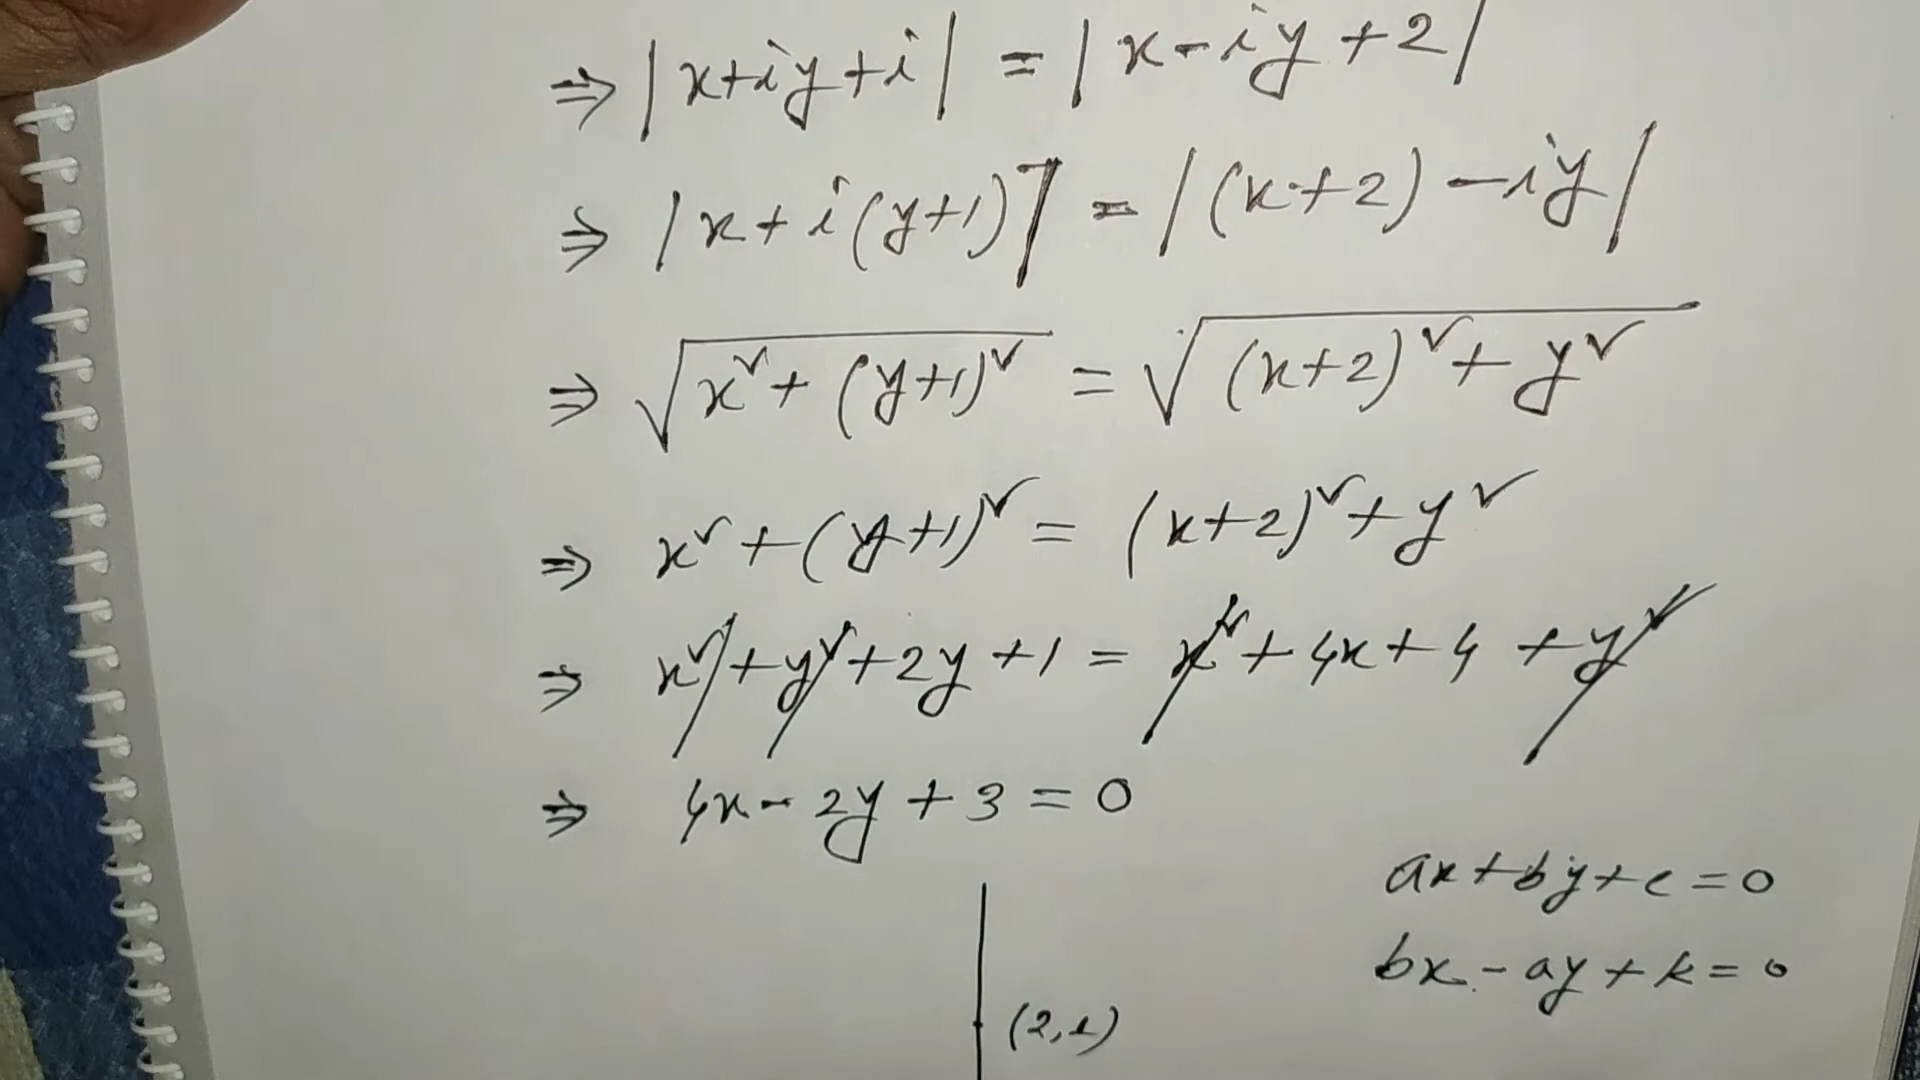 ⇒ |x+iy+i| = |x-iy+2|
⇒ |x+i(y+1)| = |(x+2)-iy|
⇒ √(x²+(y+1)²) = √((x+2)²+y²)
⇒ x²+(y+1)² = (x+2)²+y²
⇒ x²+y²+2y+1 = x²+4x+4+y²
⇒ 4x-2y+3=0
ax+by+c=0
bx-ay+k=0
(2,1)